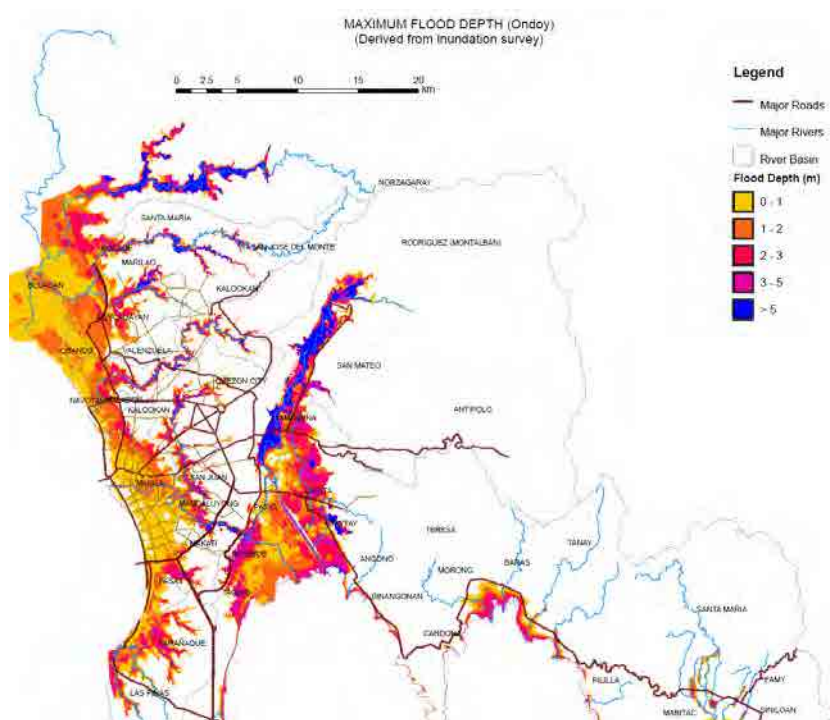 MAXIMUM FLOOD DEPTH (Ondoy)
(Derived from Inundation survey)
0 2.5 5 10 15 20
km
Legend
Major Roads
Major Rivers
River Basin
Flood Depth (m)
0 - 1
1 - 2
2 - 3
3 - 5
> 5
NORZAGARAY
SANTA MARIA
RODRIGUEZ (MONTALBAN)
SAN JOSE DEL MONTE
MARILAO
KALOOKAN
VALENZUELA
SAN MATEO
QUEZON CITY
KALOOKAN
ANTIPOLO
SAN JUAN
MANDALUYONG
PASIG
MAKATI
TERESA
TANAY
BARAS
ANGONO
MORONG
BINANGONAN
SANTA MARIA
CARDONA
PARAÑAQUE
LAS PIÑAS
PILILLA
FAMY
MABITAC
SINILOAN